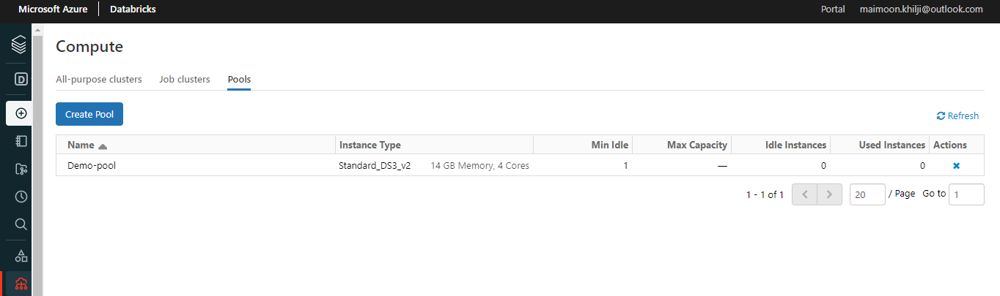 Microsoft Azure Databricks Portal maimoon.khilji@outlook.com
Compute
D
All-purpose clusters Job clusters Pools
Create Pool Refresh
Name Instance Type Min Idle Max Capacity Idle Instances Used Instances Actions
Demo-pool Standard_DS3_v2 14 GB Memory, 4 Cores 1 — 0 0
1 - 1 of 1 20 / Page Go to 1